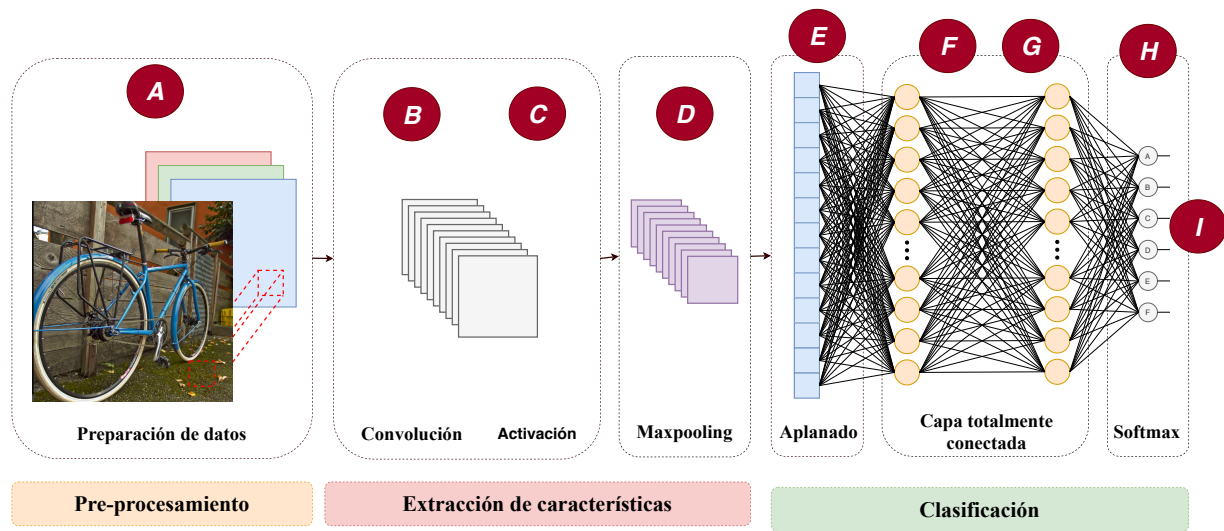 A
B
C
D
E
F
G
H
I
A
B
C
D
E
F
Preparación de datos
Convolución
Activación
Maxpooling
Aplanado
Capa totalmente
conectada
Softmax
Pre-procesamiento
Extracción de características
Clasificación